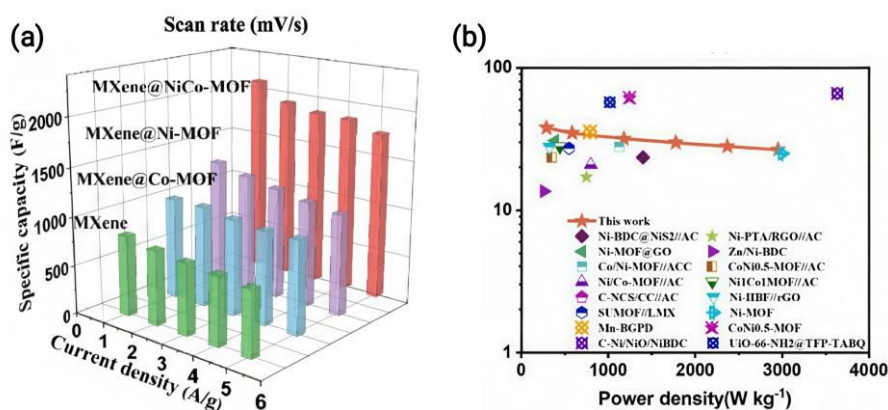 (a)
Scan rate (mV/s)
MXene@NiCo-MOF
MXene@Ni-MOF
MXene@Co-MOF
MXene
Specific capacity (F/g)
2000
1500
1000
500
0
0
1
2
3
4
5
6
Current density (A/g)
(b)
100
10
1
This work
Ni-BDC@NiS2//AC
Ni-PTA/RGO//AC
Ni-MOF@GO
Zn/Ni-BDC
Co/Ni-MOF//ACC
CoNi0.5-MOF//AC
Ni/Co-MOF//AC
Ni1Co1MOF//AC
C-NCS/CC//AC
Ni-HBF//rGO
SUMOF//LMX
Ni-MOF
Mn-BGPD
CoNi0.5-MOF
C-Ni/NiO/NiBDC
UiO-66-NH2@TFP-TABQ
0 1000 2000 3000 4000
Power density(W kg⁻¹)